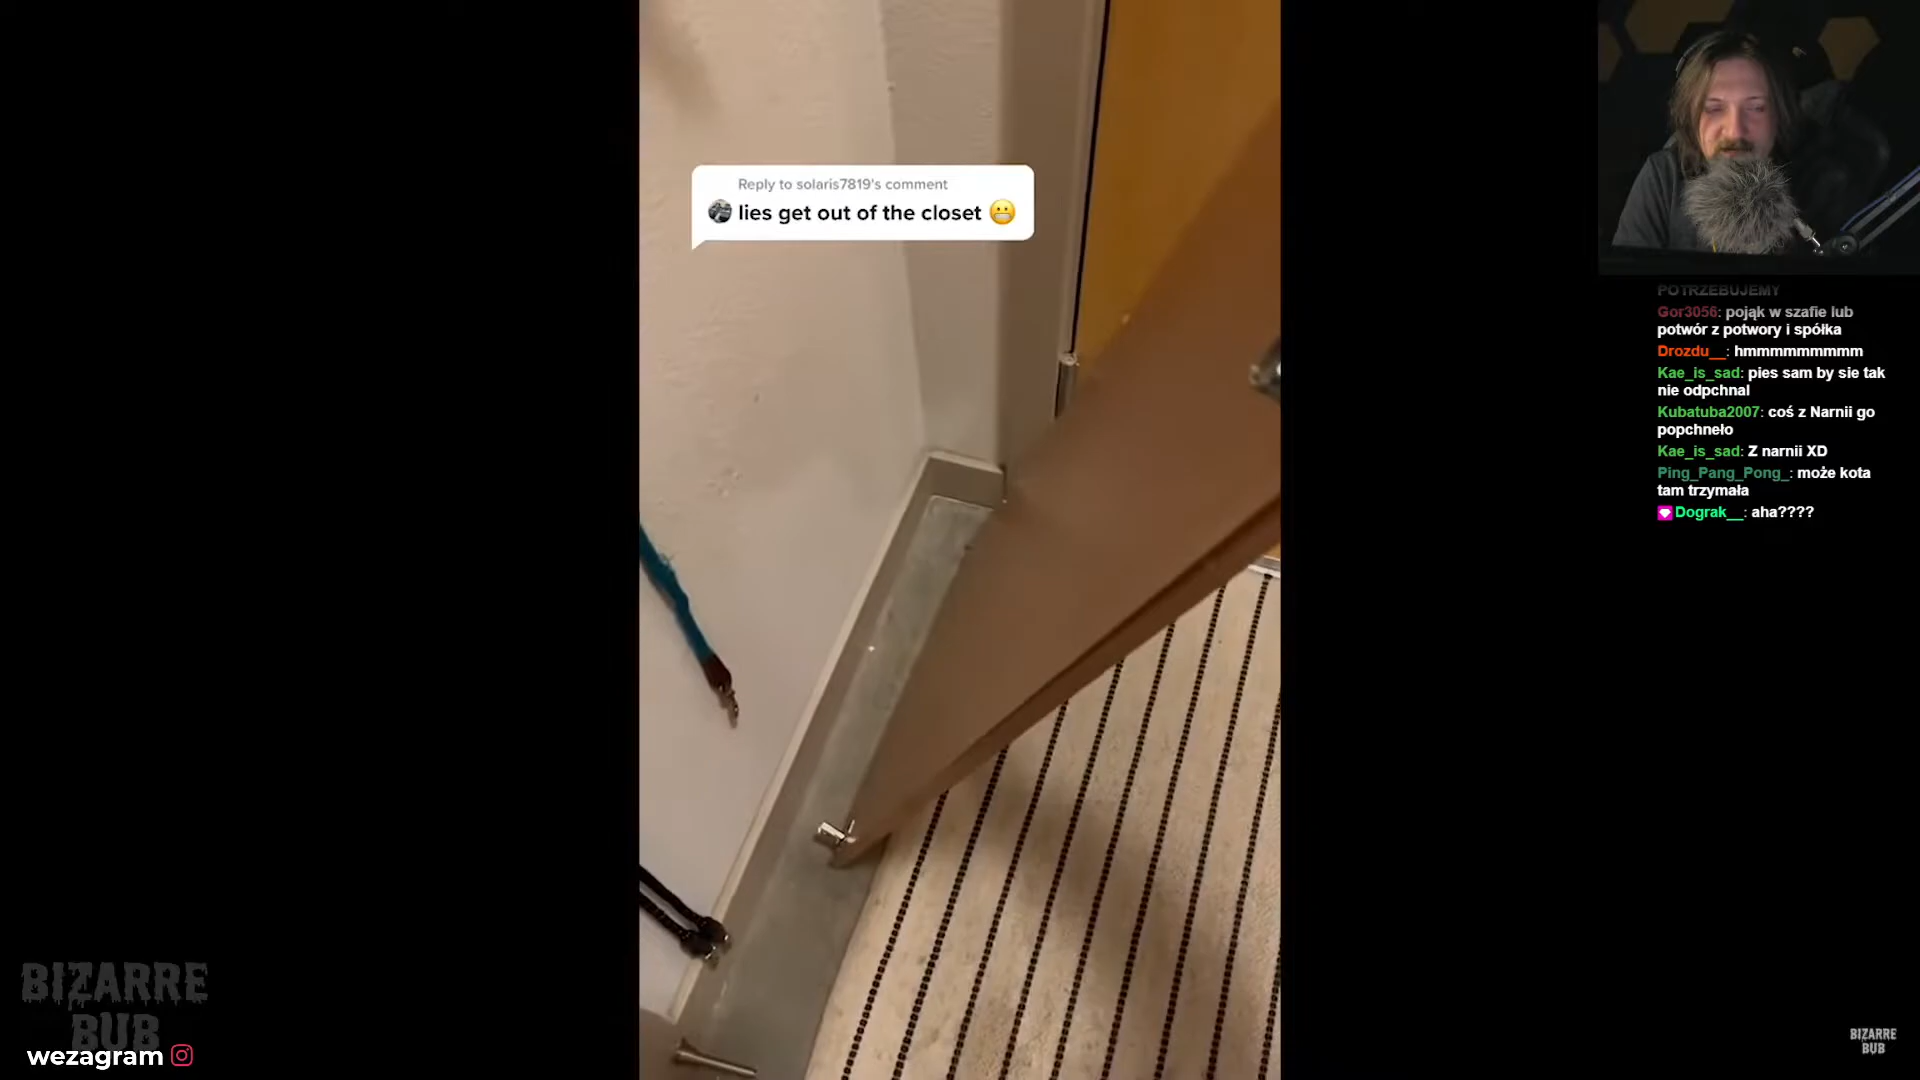 Reply to solaris7819's comment
lies get out of the closet 😬
POTRZEBUJEMY
Gor3056: pojąk w szafie lub
potwór z potwory i spółka
Drozdu__: hmmmmmmmmm
Kae_is_sad: pies sam by sie tak
nie odpchnal
Kubatuba2007: coś z Narnii go
popchneło
Kae_is_sad: Z narnii XD
Ping_Pang_Pong_: może kota
tam trzymała
Dograk__: aha????
BIZARRE
BUB
wezagram
BIZARRE
BUB